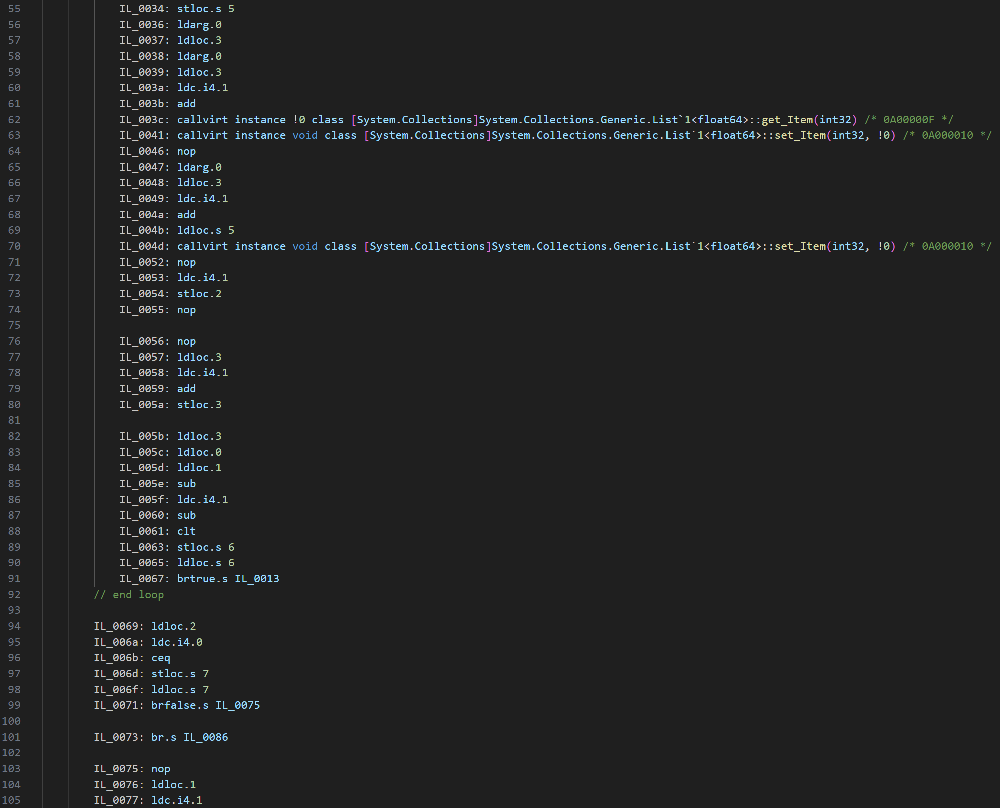 55 IL_0034: stloc.s 5
56 IL_0036: ldarg.0
57 IL_0037: ldloc.3
58 IL_0038: ldarg.0
59 IL_0039: ldloc.3
60 IL_003a: ldc.i4.1
61 IL_003b: add
62 IL_003c: callvirt instance !0 class [System.Collections]System.Collections.Generic.List`1<float64>::get_Item(int32) /* 0A00000F */
63 IL_0041: callvirt instance void class [System.Collections]System.Collections.Generic.List`1<float64>::set_Item(int32, !0) /* 0A000010 */
64 IL_0046: nop
65 IL_0047: ldarg.0
66 IL_0048: ldloc.3
67 IL_0049: ldc.i4.1
68 IL_004a: add
69 IL_004b: ldloc.s 5
70 IL_004d: callvirt instance void class [System.Collections]System.Collections.Generic.List`1<float64>::set_Item(int32, !0) /* 0A000010 */
71 IL_0052: nop
72 IL_0053: ldc.i4.1
73 IL_0054: stloc.2
74 IL_0055: nop
75
76 IL_0056: nop
77 IL_0057: ldloc.3
78 IL_0058: ldc.i4.1
79 IL_0059: add
80 IL_005a: stloc.3
81
82 IL_005b: ldloc.3
83 IL_005c: ldloc.0
84 IL_005d: ldloc.1
85 IL_005e: sub
86 IL_005f: ldc.i4.1
87 IL_0060: sub
88 IL_0061: clt
89 IL_0063: stloc.s 6
90 IL_0065: ldloc.s 6
91 IL_0067: brtrue.s IL_0013
92 // end loop
93
94 IL_0069: ldloc.2
95 IL_006a: ldc.i4.0
96 IL_006b: ceq
97 IL_006d: stloc.s 7
98 IL_006f: ldloc.s 7
99 IL_0071: brfalse.s IL_0075
100
101 IL_0073: br.s IL_0086
102
103 IL_0075: nop
104 IL_0076: ldloc.1
105 IL_0077: ldc.i4.1